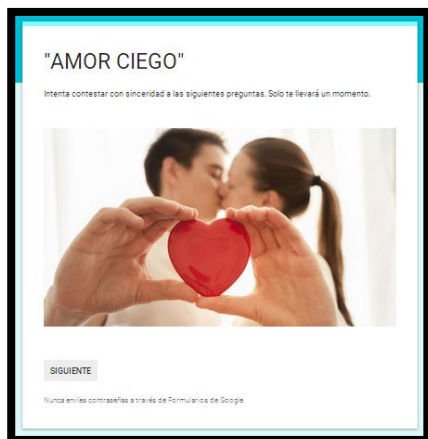 "AMOR CIEGO"
Intenta contestar con sinceridad a las siguientes preguntas. Solo te llevará un momento.
SIGUIENTE
Nunca envíes contraseñas a través de Formularios de Google.